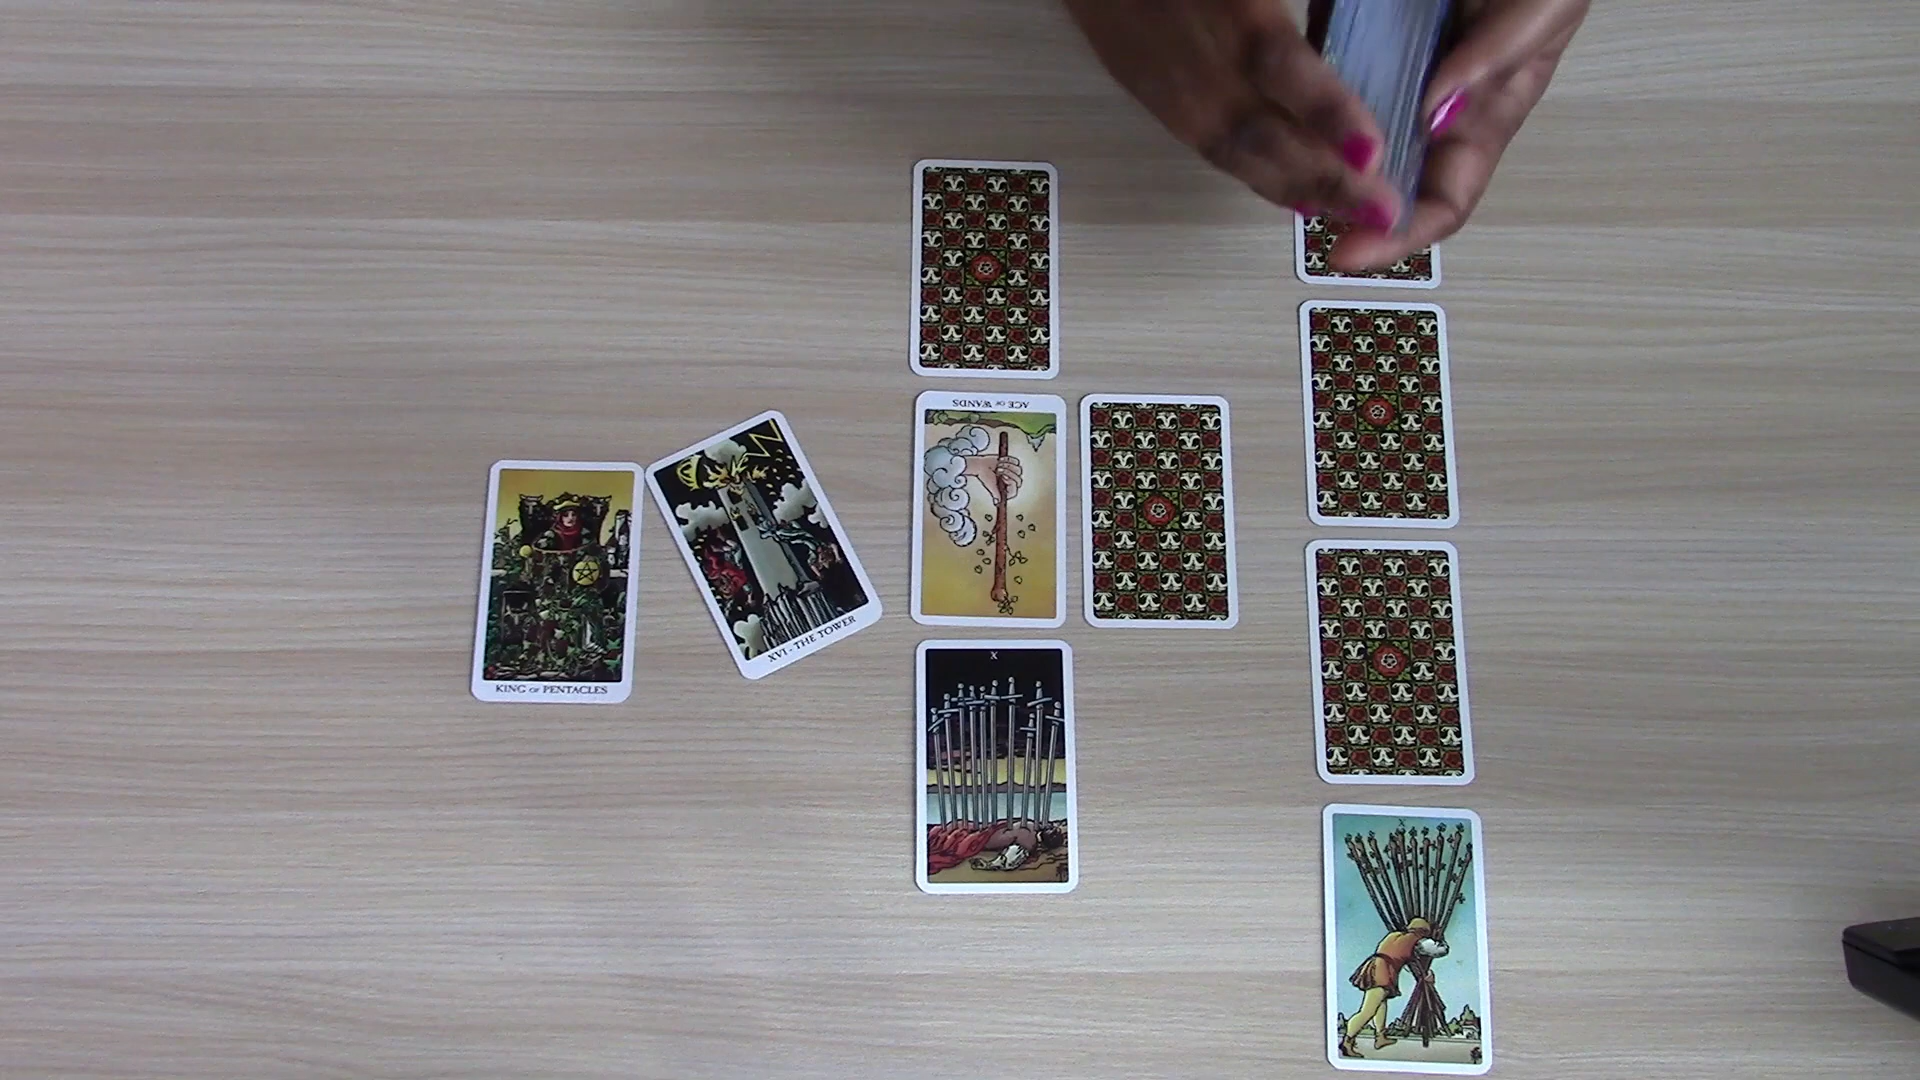 ACE OF WANDS
KING OF PENTACLES
XVI - THE TOWER
X
X